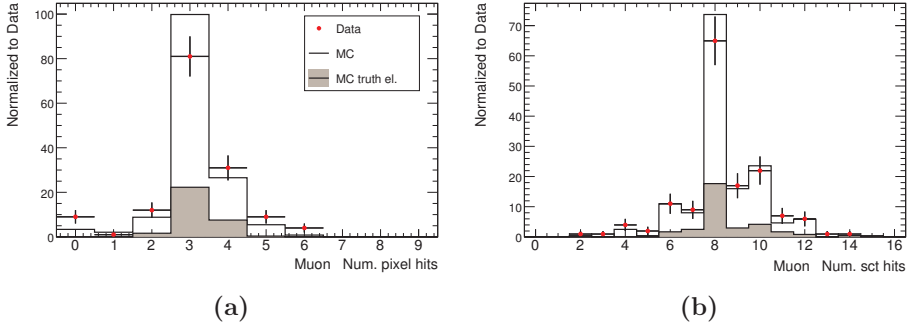 Normalized to Data
100
80
60
40
20
0
0 1 2 3 4 5 6 7 8 9
Muon Num. pixel hits
Data
MC
MC truth el.
(a)
Normalized to Data
70
60
50
40
30
20
10
0
0 2 4 6 8 10 12 14 16
Muon Num. sct hits
(b)